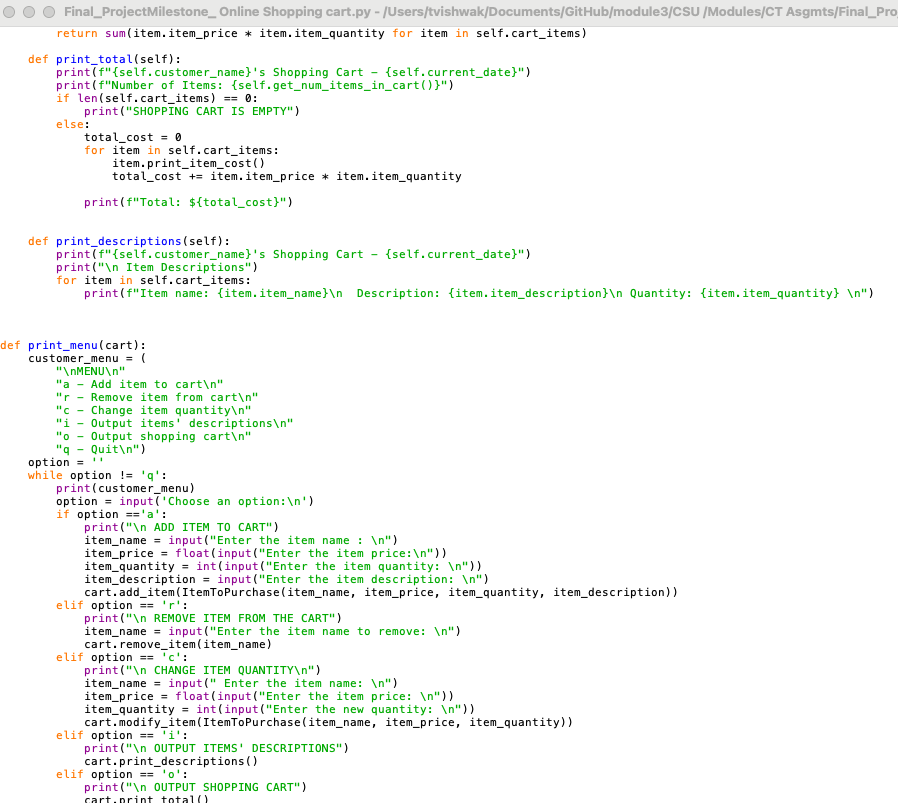 Final_ProjectMilestone_ Online Shopping cart.py - /Users/tvishwak/Documents/GitHub/module3/CSU /Modules/CT Asgmts/Final_Pro
        return sum(item.item_price * item.item_quantity for item in self.cart_items)
    def print_total(self):
        print(f"{self.customer_name}'s Shopping Cart – {self.current_date}")
        print(f"Number of Items: {self.get_num_items_in_cart()}")
        if len(self.cart_items) == 0:
            print("SHOPPING CART IS EMPTY")
        else:
            total_cost = 0
            for item in self.cart_items:
                item.print_item_cost()
                total_cost += item.item_price * item.item_quantity
            print(f"Total: ${total_cost}")
    def print_descriptions(self):
        print(f"{self.customer_name}'s Shopping Cart – {self.current_date}")
        print("\n Item Descriptions")
        for item in self.cart_items:
            print(f"Item name: {item.item_name}\n  Description: {item.item_description}\n Quantity: {item.item_quantity} \n")
def print_menu(cart):
    customer_menu = (
        "\nMENU\n"
        "a – Add item to cart\n"
        "r – Remove item from cart\n"
        "c – Change item quantity\n"
        "i – Output items' descriptions\n"
        "o – Output shopping cart\n"
        "q – Quit\n")
    option = ''
    while option != 'q':
        print(customer_menu)
        option = input('Choose an option:\n')
        if option =='a':
            print("\n ADD ITEM TO CART")
            item_name = input("Enter the item name : \n")
            item_price = float(input("Enter the item price:\n"))
            item_quantity = int(input("Enter the item quantity: \n"))
            item_description = input("Enter the item description: \n")
            cart.add_item(ItemToPurchase(item_name, item_price, item_quantity, item_description))
        elif option == 'r':
            print("\n REMOVE ITEM FROM THE CART")
            item_name = input("Enter the item name to remove: \n")
            cart.remove_item(item_name)
        elif option == 'c':
            print("\n CHANGE ITEM QUANTITY\n")
            item_name = input(" Enter the item name: \n")
            item_price = float(input("Enter the item price: \n"))
            item_quantity = int(input("Enter the new quantity: \n"))
            cart.modify_item(ItemToPurchase(item_name, item_price, item_quantity))
        elif option == 'i':
            print("\n OUTPUT ITEMS' DESCRIPTIONS")
            cart.print_descriptions()
        elif option == 'o':
            print("\n OUTPUT SHOPPING CART")
            cart.print_total()